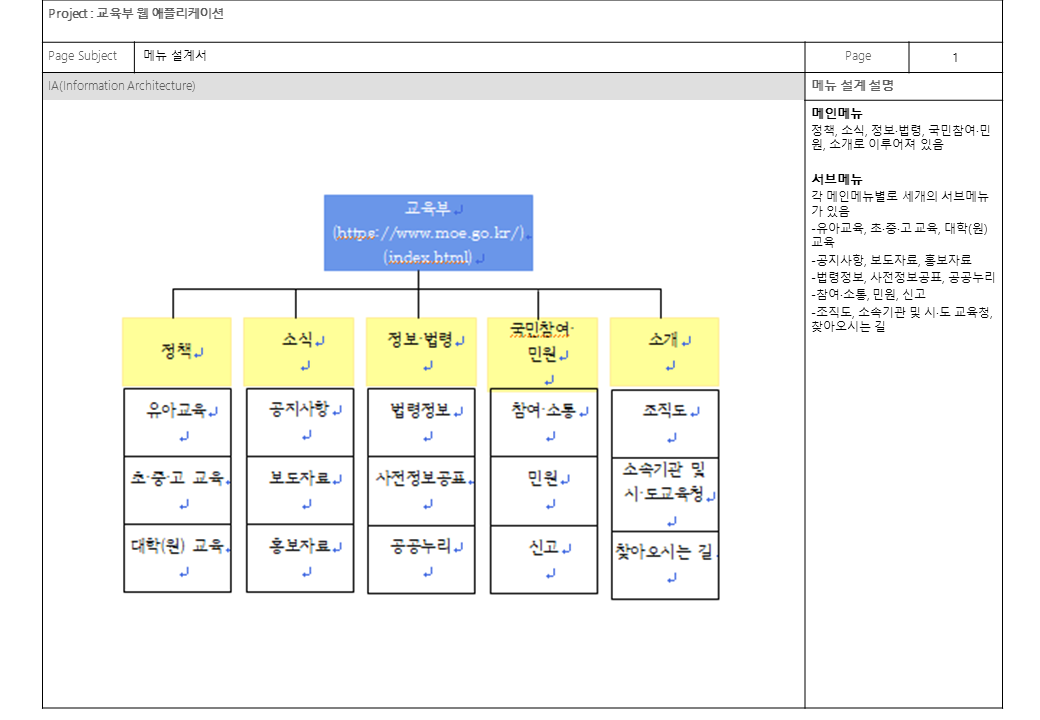 Project : 교육부 웹 애플리케이션
Page Subject 메뉴 설계서 Page 1
IA(Information Architecture) 메뉴 설계 설명
메인메뉴
정책, 소식, 정보·법령, 국민참여·민
원, 소개로 이루어져 있음
서브메뉴
각 메인메뉴별로 세개의 서브메뉴
가 있음
-유아교육, 초·중·고 교육, 대학(원)
교육
-공지사항, 보도자료, 홍보자료
-법령정보, 사전정보공표, 공공누리
-참여·소통, 민원, 신고
-조직도, 소속기관 및 시·도 교육청,
찾아오시는 길
교육부
(https://www.moe.go.kr/)
(index.html)
정책
소식
정보·법령
국민참여·
민원
소개
유아교육
초·중·고 교육
대학(원) 교육
공지사항
보도자료
홍보자료
법령정보
사전정보공표
공공누리
참여·소통
민원
신고
조직도
소속기관 및
시·도교육청
찾아오시는 길